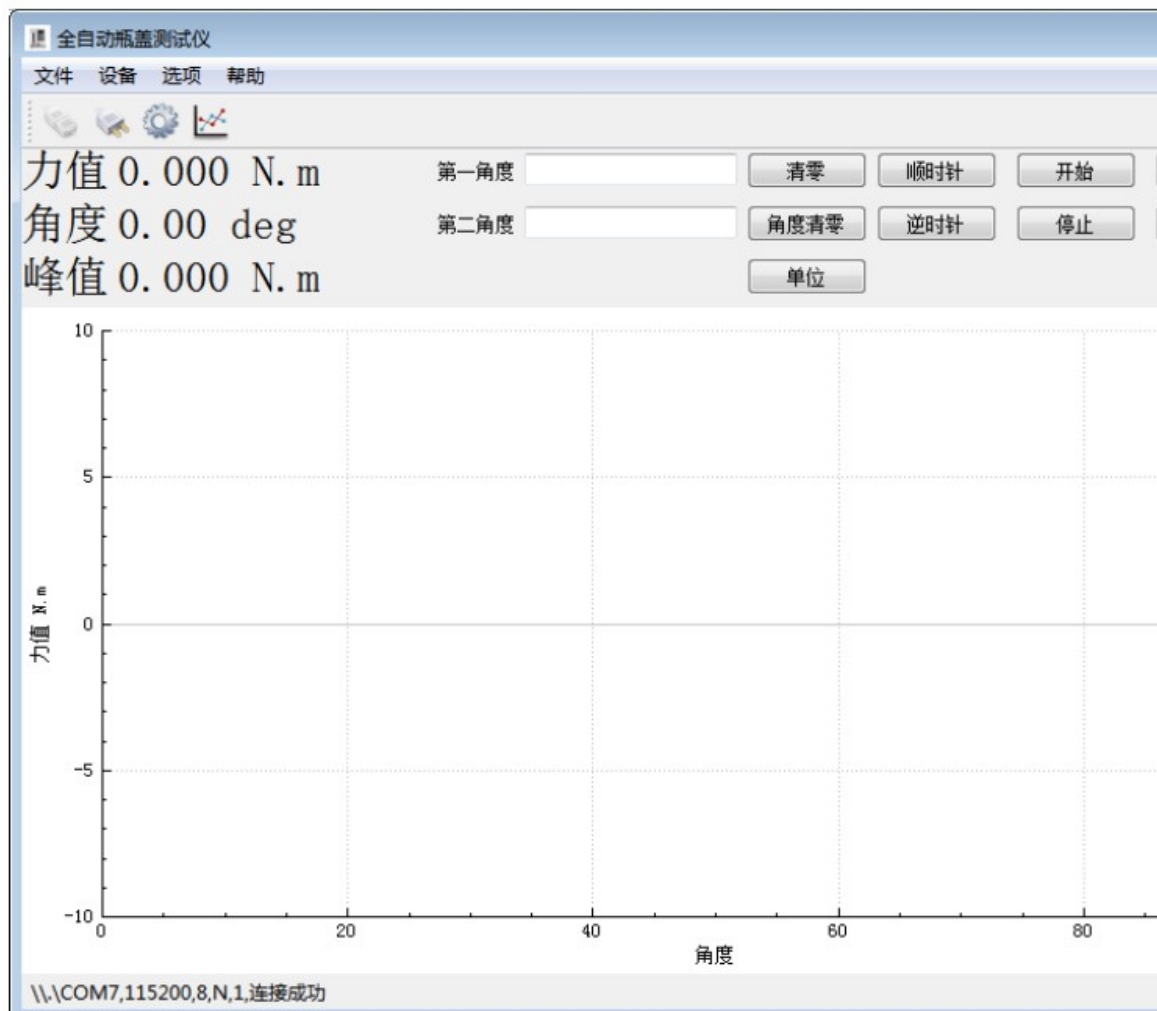 全自动瓶盖测试仪
文件 设备 选项 帮助
力值 0.000 N.m 第一角度 清零 顺时针 开始
角度 0.00 deg 第二角度 角度清零 逆时针 停止
峰值 0.000 N.m 单位
10
5
0
-5
-10
力值 N.m
0 20 40 60 80
角度
\\.\COM7,115200,8,N,1,连接成功